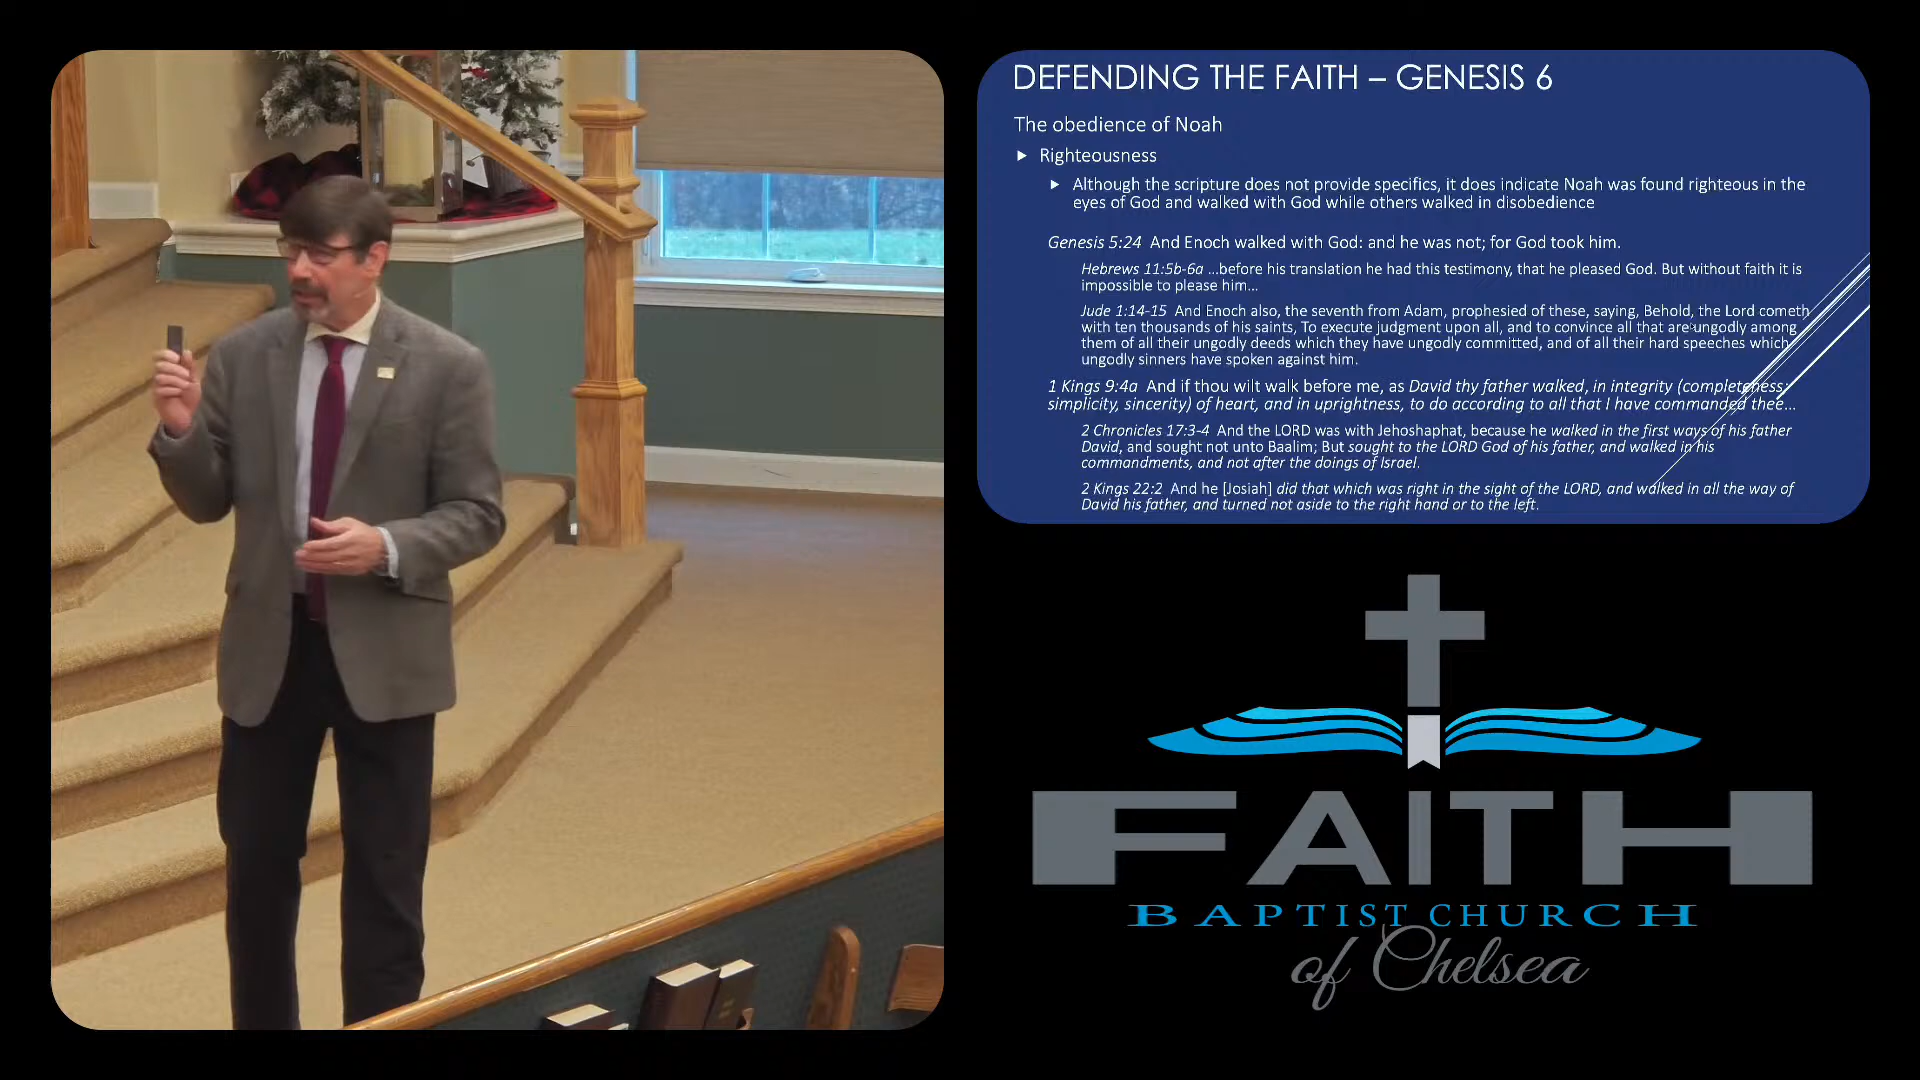 DEFENDING THE FAITH – GENESIS 6
The obedience of Noah
Righteousness
Although the scripture does not provide specifics, it does indicate Noah was found righteous in the
eyes of God and walked with God while others walked in disobedience
Genesis 5:24 And Enoch walked with God: and he was not; for God took him.
Hebrews 11:5b-6a ...before his translation he had this testimony, that he pleased God. But without faith it is
impossible to please him...
Jude 1:14-15 And Enoch also, the seventh from Adam, prophesied of these, saying, Behold, the Lord cometh
with ten thousands of his saints, To execute judgment upon all, and to convince all that are ungodly among
them of all their ungodly deeds which they have ungodly committed, and of all their hard speeches which
ungodly sinners have spoken against him.
1 Kings 9:4a And if thou wilt walk before me, as David thy father walked, in integrity (completeness;
simplicity, sincerity) of heart, and in uprightness, to do according to all that I have commanded thee...
2 Chronicles 17:3-4 And the LORD was with Jehoshaphat, because he walked in the first ways of his father
David, and sought not unto Baalim; But sought to the LORD God of his father, and walked in his
commandments, and not after the doings of Israel.
2 Kings 22:2 And he [Josiah] did that which was right in the sight of the LORD, and walked in all the way of
David his father, and turned not aside to the right hand or to the left.
FAITH
BAPTIST CHURCH
of Chelsea